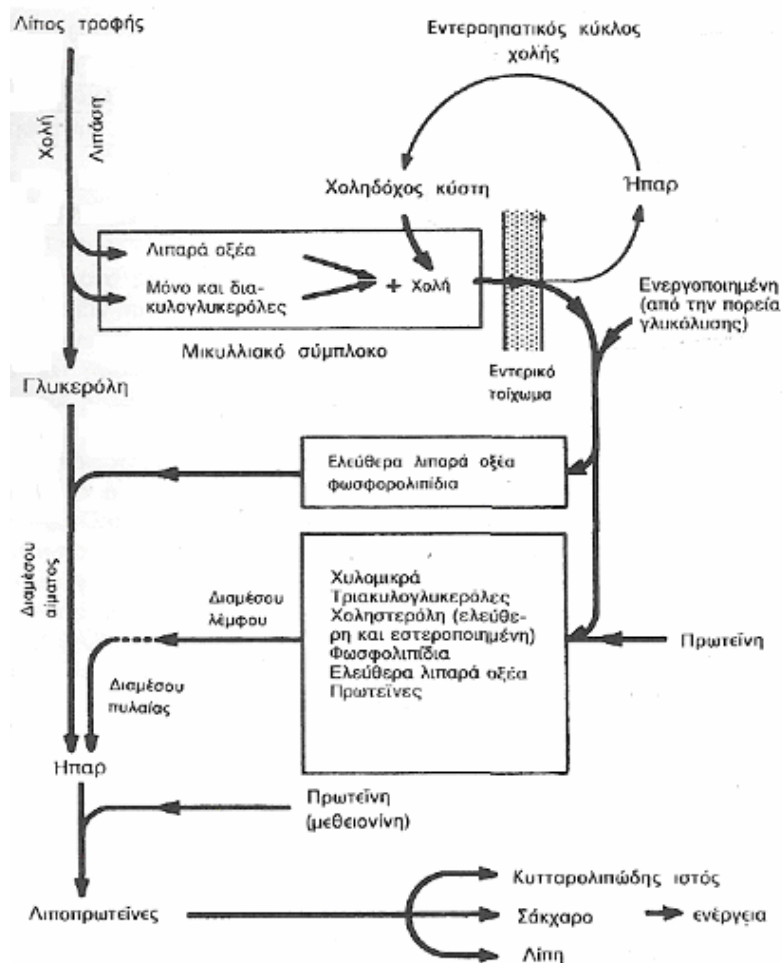 Λίπος τροφής
Εντεροηπατικός κύκλος
χολής
Χολή
Λιπάση
Χοληδόχος κύστη
Ήπαρ
Λιπαρά οξέα
Μόνο και δια-
κυλογλυκερόλες
+ Χολή
Μικυλλιακό σύμπλοκο
Εντερικό
τοίχωμα
Ενεργοποιημένη
(από την πορεία
γλυκόλυσης)
Γλυκερόλη
Ελεύθερα λιπαρά οξέα
φωσφορολιπίδια
Διαμέσου
αίματος
Διαμέσου
λέμφου
Χυλομικρά
Τριακυλογλυκερόλες
Χοληστερόλη (ελεύθε-
ρη και εστεροποιημένη)
Φωσφολιπίδια
Ελεύθερα λιπαρά οξέα
Πρωτεΐνες
Πρωτεΐνη
Διαμέσου
πυλαίας
Ήπαρ
Πρωτεΐνη
(μεθειονίνη)
Λιποπρωτεΐνες
Κυτταρολιπώδης ιστός
Σάκχαρο
ενέργεια
Λίπη